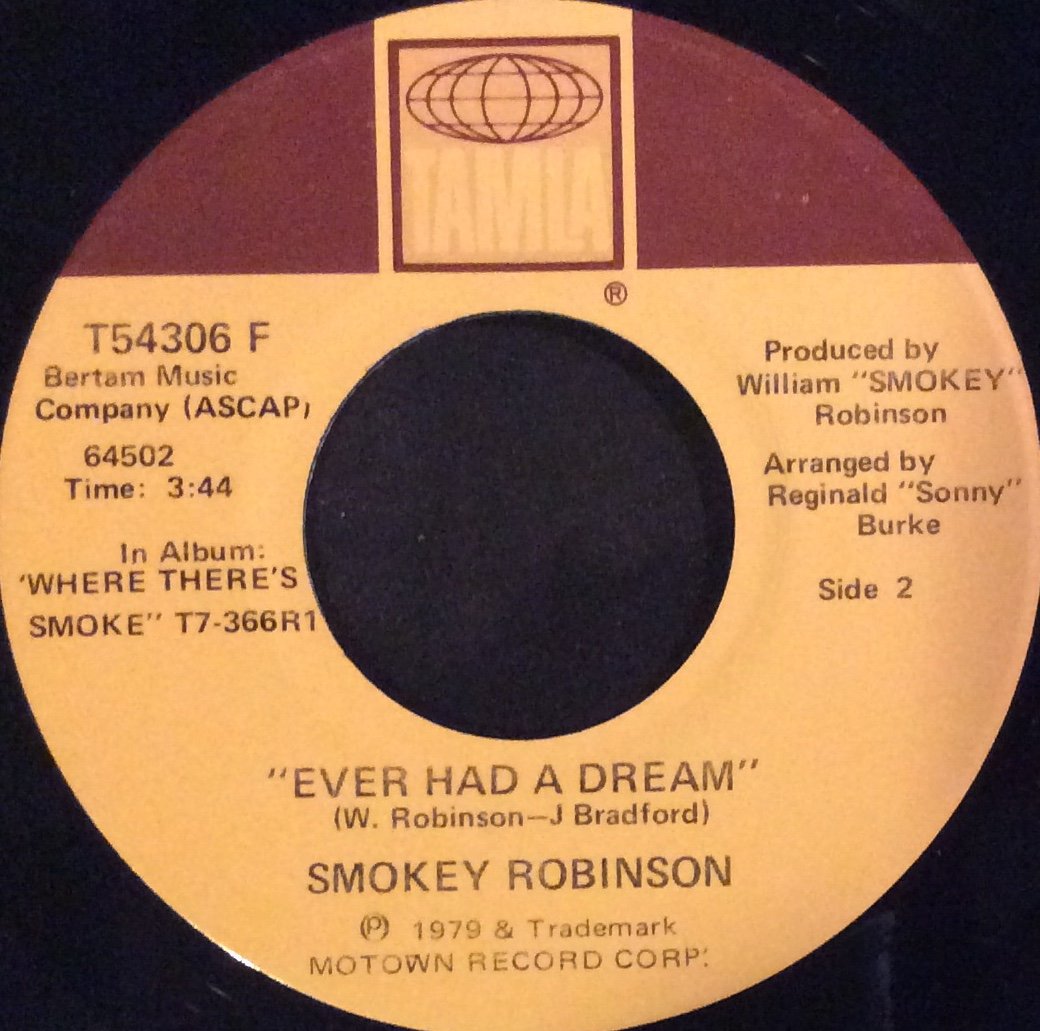 TAMLA
®
T54306 F
Bertam Music
Company (ASCAP)
64502
Time: 3:44
In Album:
'WHERE THERE'S
SMOKE" T7-366R1
Produced by
William "SMOKEY"
Robinson
Arranged by
Reginald "Sonny"
Burke
Side 2
"EVER HAD A DREAM"
(W. Robinson—J Bradford)
SMOKEY ROBINSON
℗ 1979 & Trademark
MOTOWN RECORD CORP.